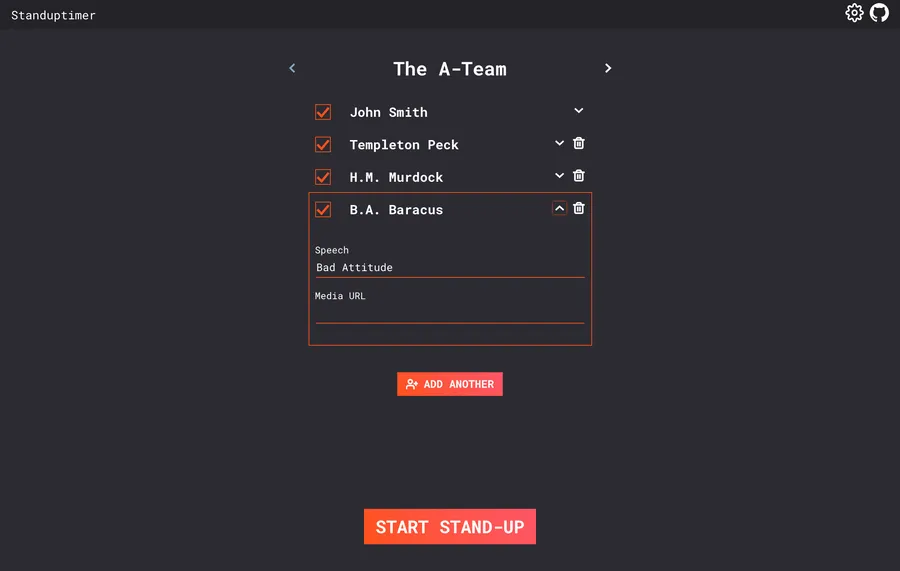 Standuptimer
The A-Team
John Smith
Templeton Peck
H.M. Murdock
B.A. Baracus
Speech
Bad Attitude
Media URL
ADD ANOTHER
START STAND-UP